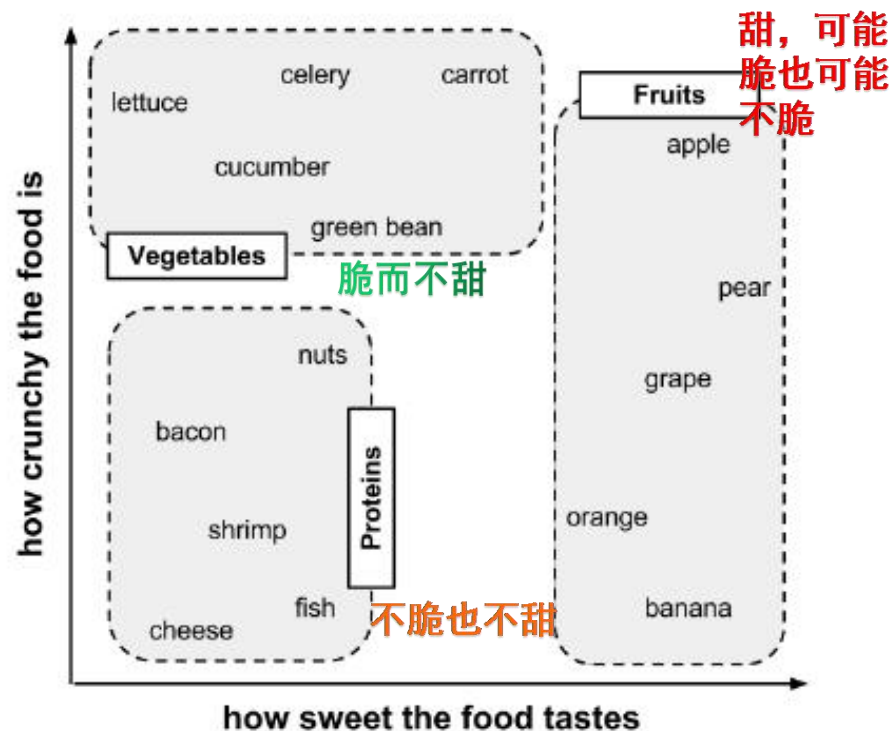 甜，可能
脆也可能
不脆
Fruits
celery
carrot
lettuce
apple
cucumber
green bean
Vegetables
脆而不甜
pear
nuts
grape
bacon
Proteins
orange
shrimp
fish
不脆也不甜
banana
cheese
how crunchy the food is
how sweet the food tastes